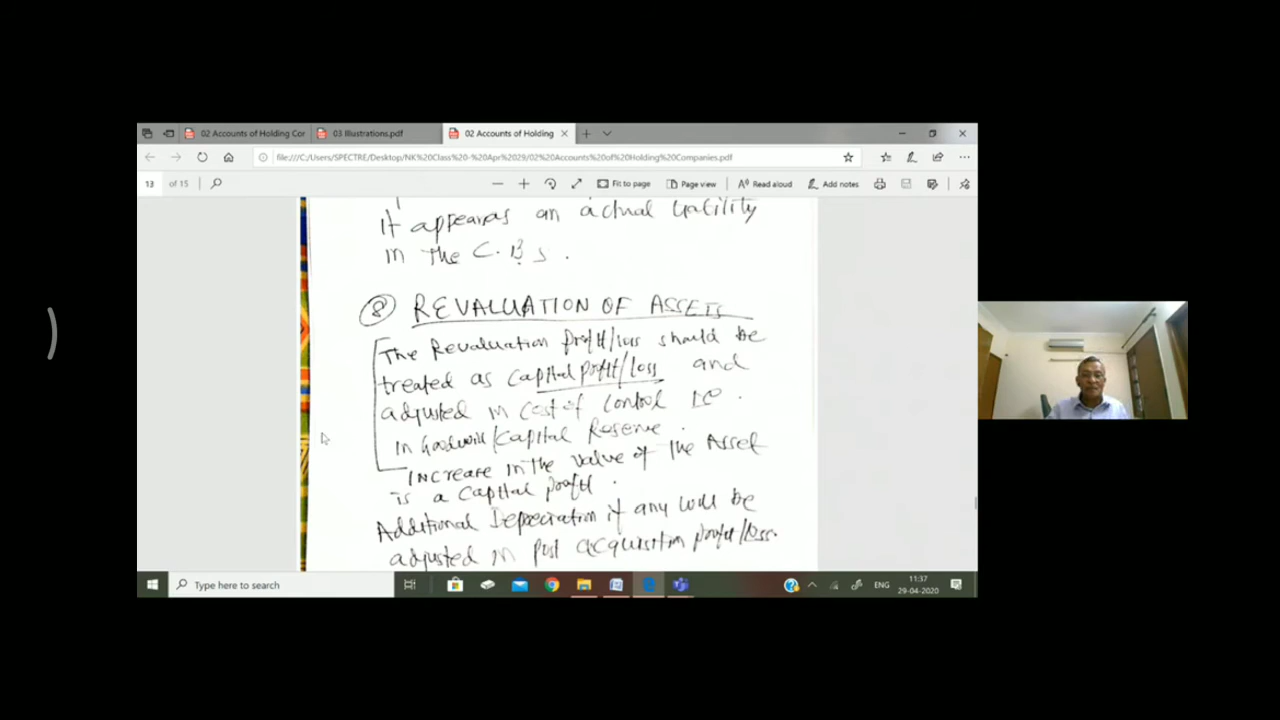 02 Accounts of Holding Cor
03 Illustrations.pdf
02 Accounts of Holding
file:///C:/Users/SPECTRE/Desktop/NK%20Class%20-%20Apr%2029/02%20Accounts%20of%20Holding%20Companies.pdf
13 of 15
Fit to page
Page view
Read aloud
Add notes
It appears an actual liability
in the C.B.S.
8 REVALUATION OF ASSETS
The Revaluation profit/loss should be
treated as capital profit/loss and
adjusted in cost of control ie.
in Goodwill/Capital Reserve.
Increase in the value of the Asset
is a capital profit.
Additional Depreciation if any will be
adjusted in post acquisition profit/loss.
Type here to search
ENG
11:37
29-04-2020